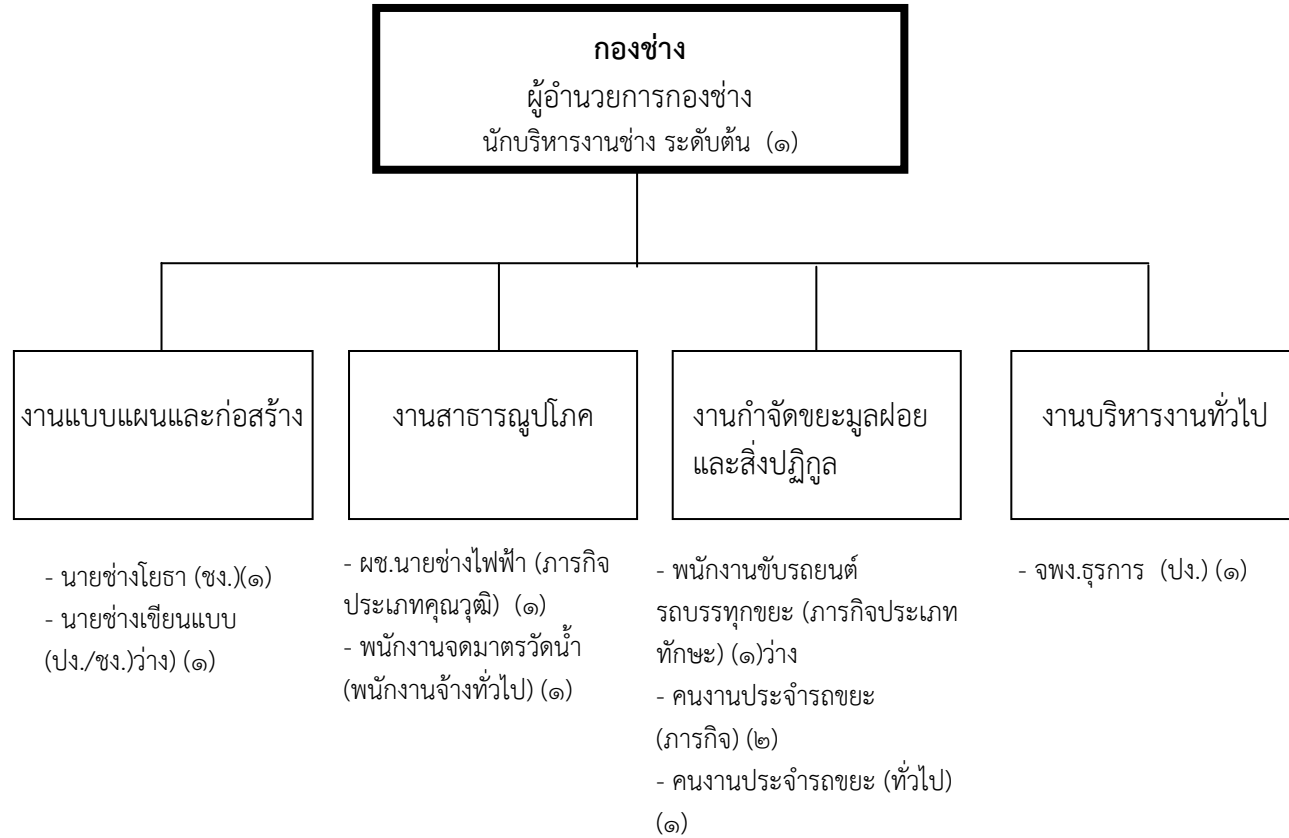 กองช่าง
ผู้อำนวยการกองช่าง
นักบริหารงานช่าง ระดับต้น (๑)
งานแบบแผนและก่อสร้าง
- นายช่างโยธา (ชง.)(๑)
- นายช่างเขียนแบบ
(ปง./ชง.)ว่าง) (๑)
งานสาธารณูปโภค
- ผช.นายช่างไฟฟ้า (ภารกิจ
ประเภทคุณวุฒิ) (๑)
- พนักงานจดมาตรวัดน้ำ
(พนักงานจ้างทั่วไป) (๑)
งานกำจัดขยะมูลฝอย
และสิ่งปฏิกูล
- พนักงานขับรถยนต์
รถบรรทุกขยะ (ภารกิจประเภท
ทักษะ) (๑)ว่าง
- คนงานประจำรถขยะ
(ภารกิจ) (๒)
- คนงานประจำรถขยะ (ทั่วไป)
(๑)
งานบริหารงานทั่วไป
- จพง.ธุรการ (ปง.) (๑)